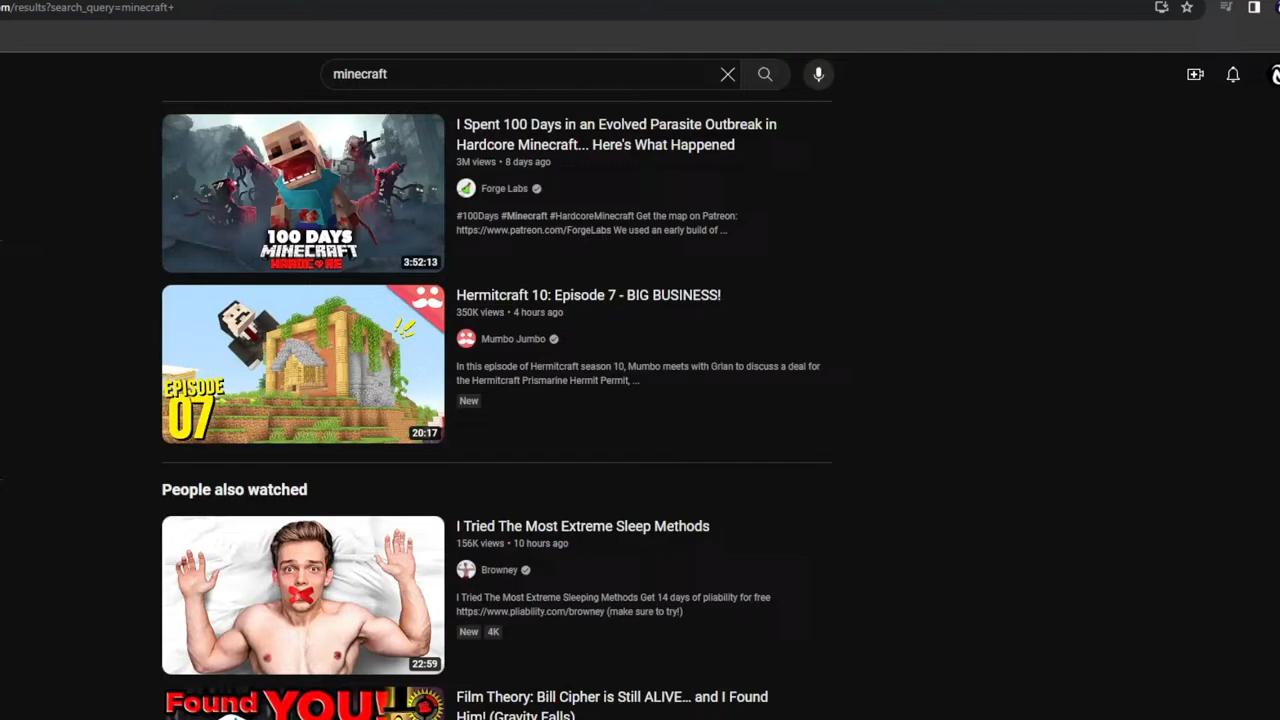 om/results?search_query=minecraft+
minecraft
I Spent 100 Days in an Evolved Parasite Outbreak in
Hardcore Minecraft... Here's What Happened
3M views • 8 days ago
Forge Labs
#100Days #Minecraft #HardcoreMinecraft Get the map on Patreon:
https://www.patreon.com/ForgeLabs We used an early build of ...
100 DAYS
MINECRAFT
HARDCORE
3:52:13
Hermitcraft 10: Episode 7 - BIG BUSINESS!
350K views • 4 hours ago
Mumbo Jumbo
In this episode of Hermitcraft season 10, Mumbo meets with Grian to discuss a deal for
the Hermitcraft Prismarine Hermit Permit, ...
New
EPISODE
07
20:17
People also watched
I Tried The Most Extreme Sleep Methods
156K views • 10 hours ago
Browney
I Tried The Most Extreme Sleeping Methods Get 14 days of pliability for free
https://www.pliability.com/browney (make sure to try!)
New 4K
22:59
Found YOU!
Film Theory: Bill Cipher is Still ALIVE... and I Found
Him! (Gravity Falls)